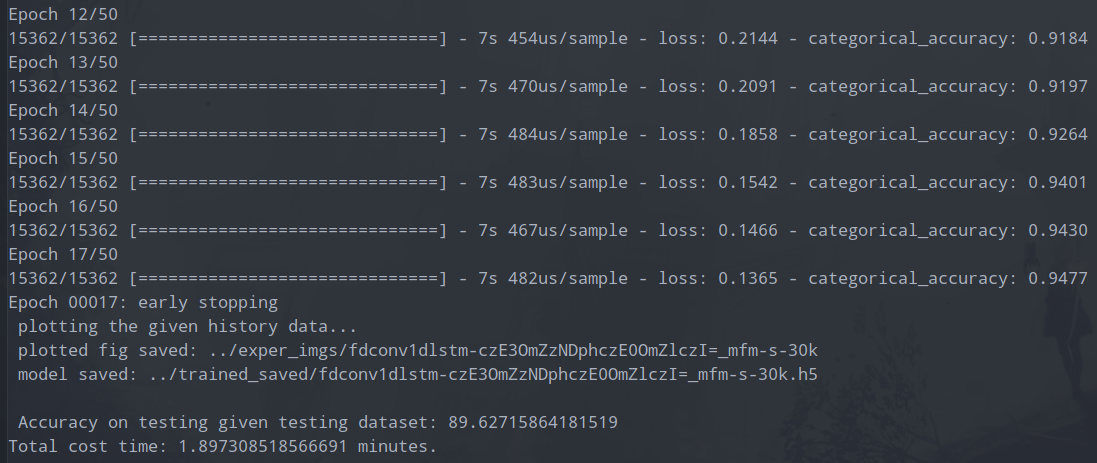 Epoch 12/50
15362/15362 [==============================] - 7s 454us/sample - loss: 0.2144 - categorical_accuracy: 0.9184
Epoch 13/50
15362/15362 [==============================] - 7s 470us/sample - loss: 0.2091 - categorical_accuracy: 0.9197
Epoch 14/50
15362/15362 [==============================] - 7s 484us/sample - loss: 0.1858 - categorical_accuracy: 0.9264
Epoch 15/50
15362/15362 [==============================] - 7s 483us/sample - loss: 0.1542 - categorical_accuracy: 0.9401
Epoch 16/50
15362/15362 [==============================] - 7s 467us/sample - loss: 0.1466 - categorical_accuracy: 0.9430
Epoch 17/50
15362/15362 [==============================] - 7s 482us/sample - loss: 0.1365 - categorical_accuracy: 0.9477
Epoch 00017: early stopping
plotting the given history data...
plotted fig saved: ../exper_imgs/fdconv1dlstm-czE3OmZzNDphczE0OmZlczI=_mfm-s-30k
model saved: ../trained_saved/fdconv1dlstm-czE3OmZzNDphczE0OmZlczI=_mfm-s-30k.h5
Accuracy on testing given testing dataset: 89.62715864181519
Total cost time: 1.897308518566691 minutes.